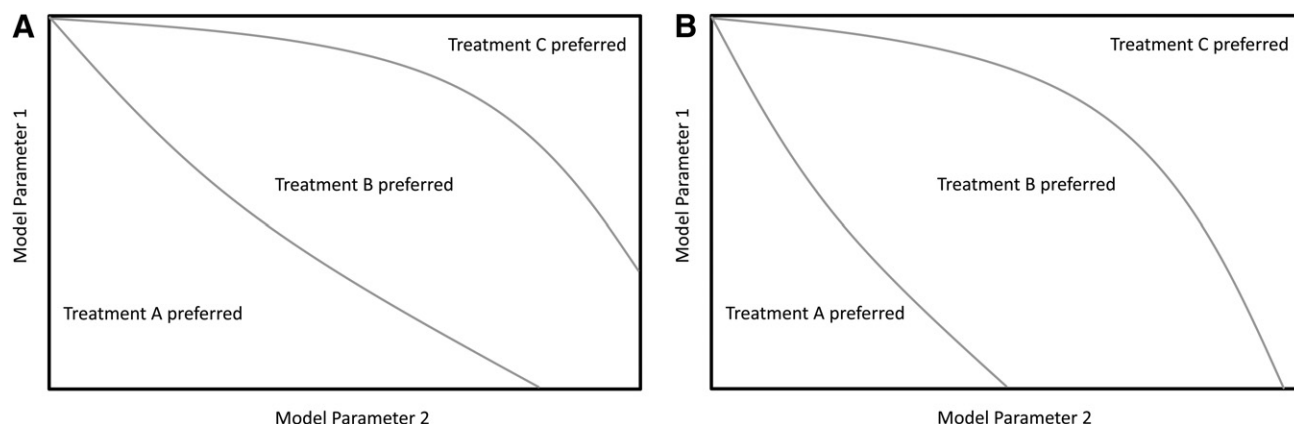 A
Treatment C preferred
Treatment B preferred
Treatment A preferred
Model Parameter 1
Model Parameter 2
B
Treatment C preferred
Treatment B preferred
Treatment A preferred
Model Parameter 1
Model Parameter 2